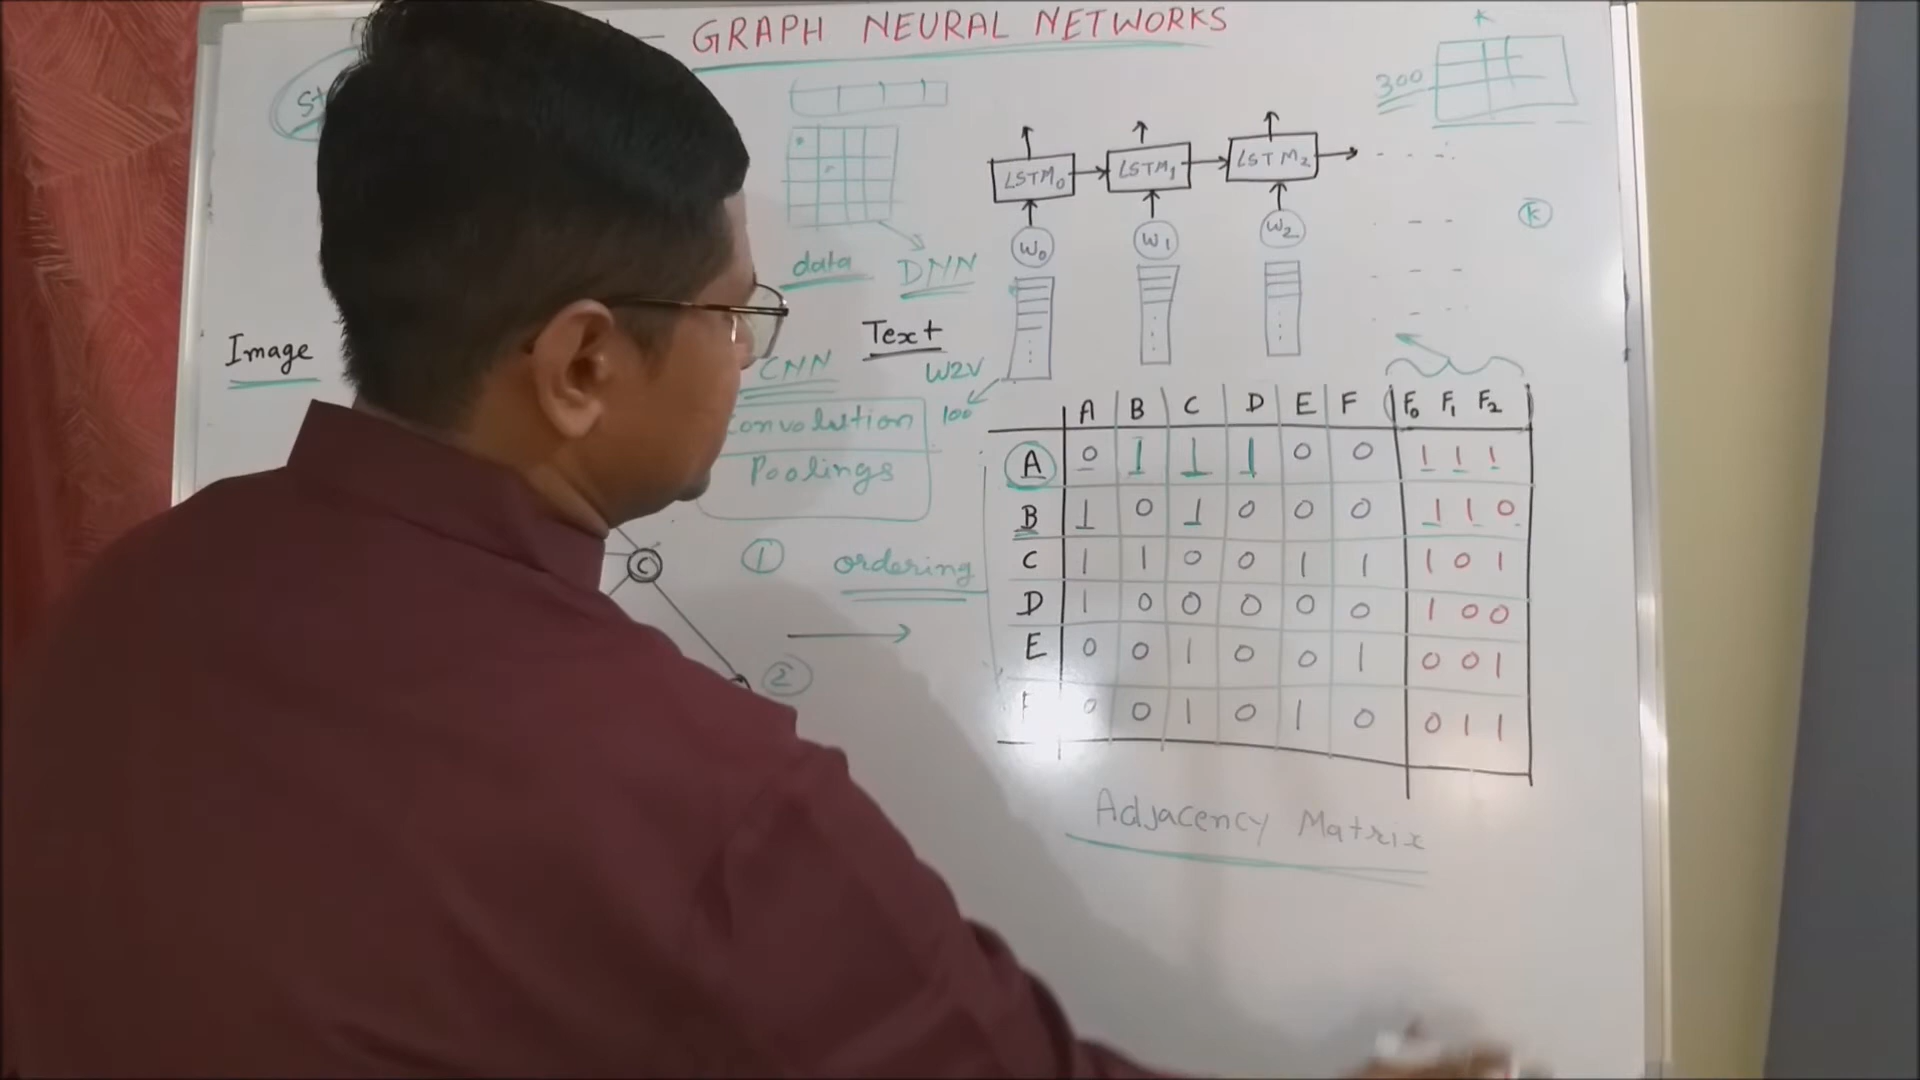 GRAPH NEURAL NETWORKS
K
300
LSTM0 LSTM1 LSTM2
K
W0 W1 W2
data DNN
Text
Image
CNN
W2V
100
Convolution
Poolings
A B C D E F F0 F1 F2
A 0 1 1 1 0 0 1 1 1
B 1 0 1 0 0 0 1 1 0
C 1 1 0 0 1 1 1 0 1
D 1 0 0 0 0 0 1 0 0
E 0 0 1 0 0 1 0 0 1
0 0 1 0 1 0 0 1 1
C
1 ordering
2
Adjacency Matrix